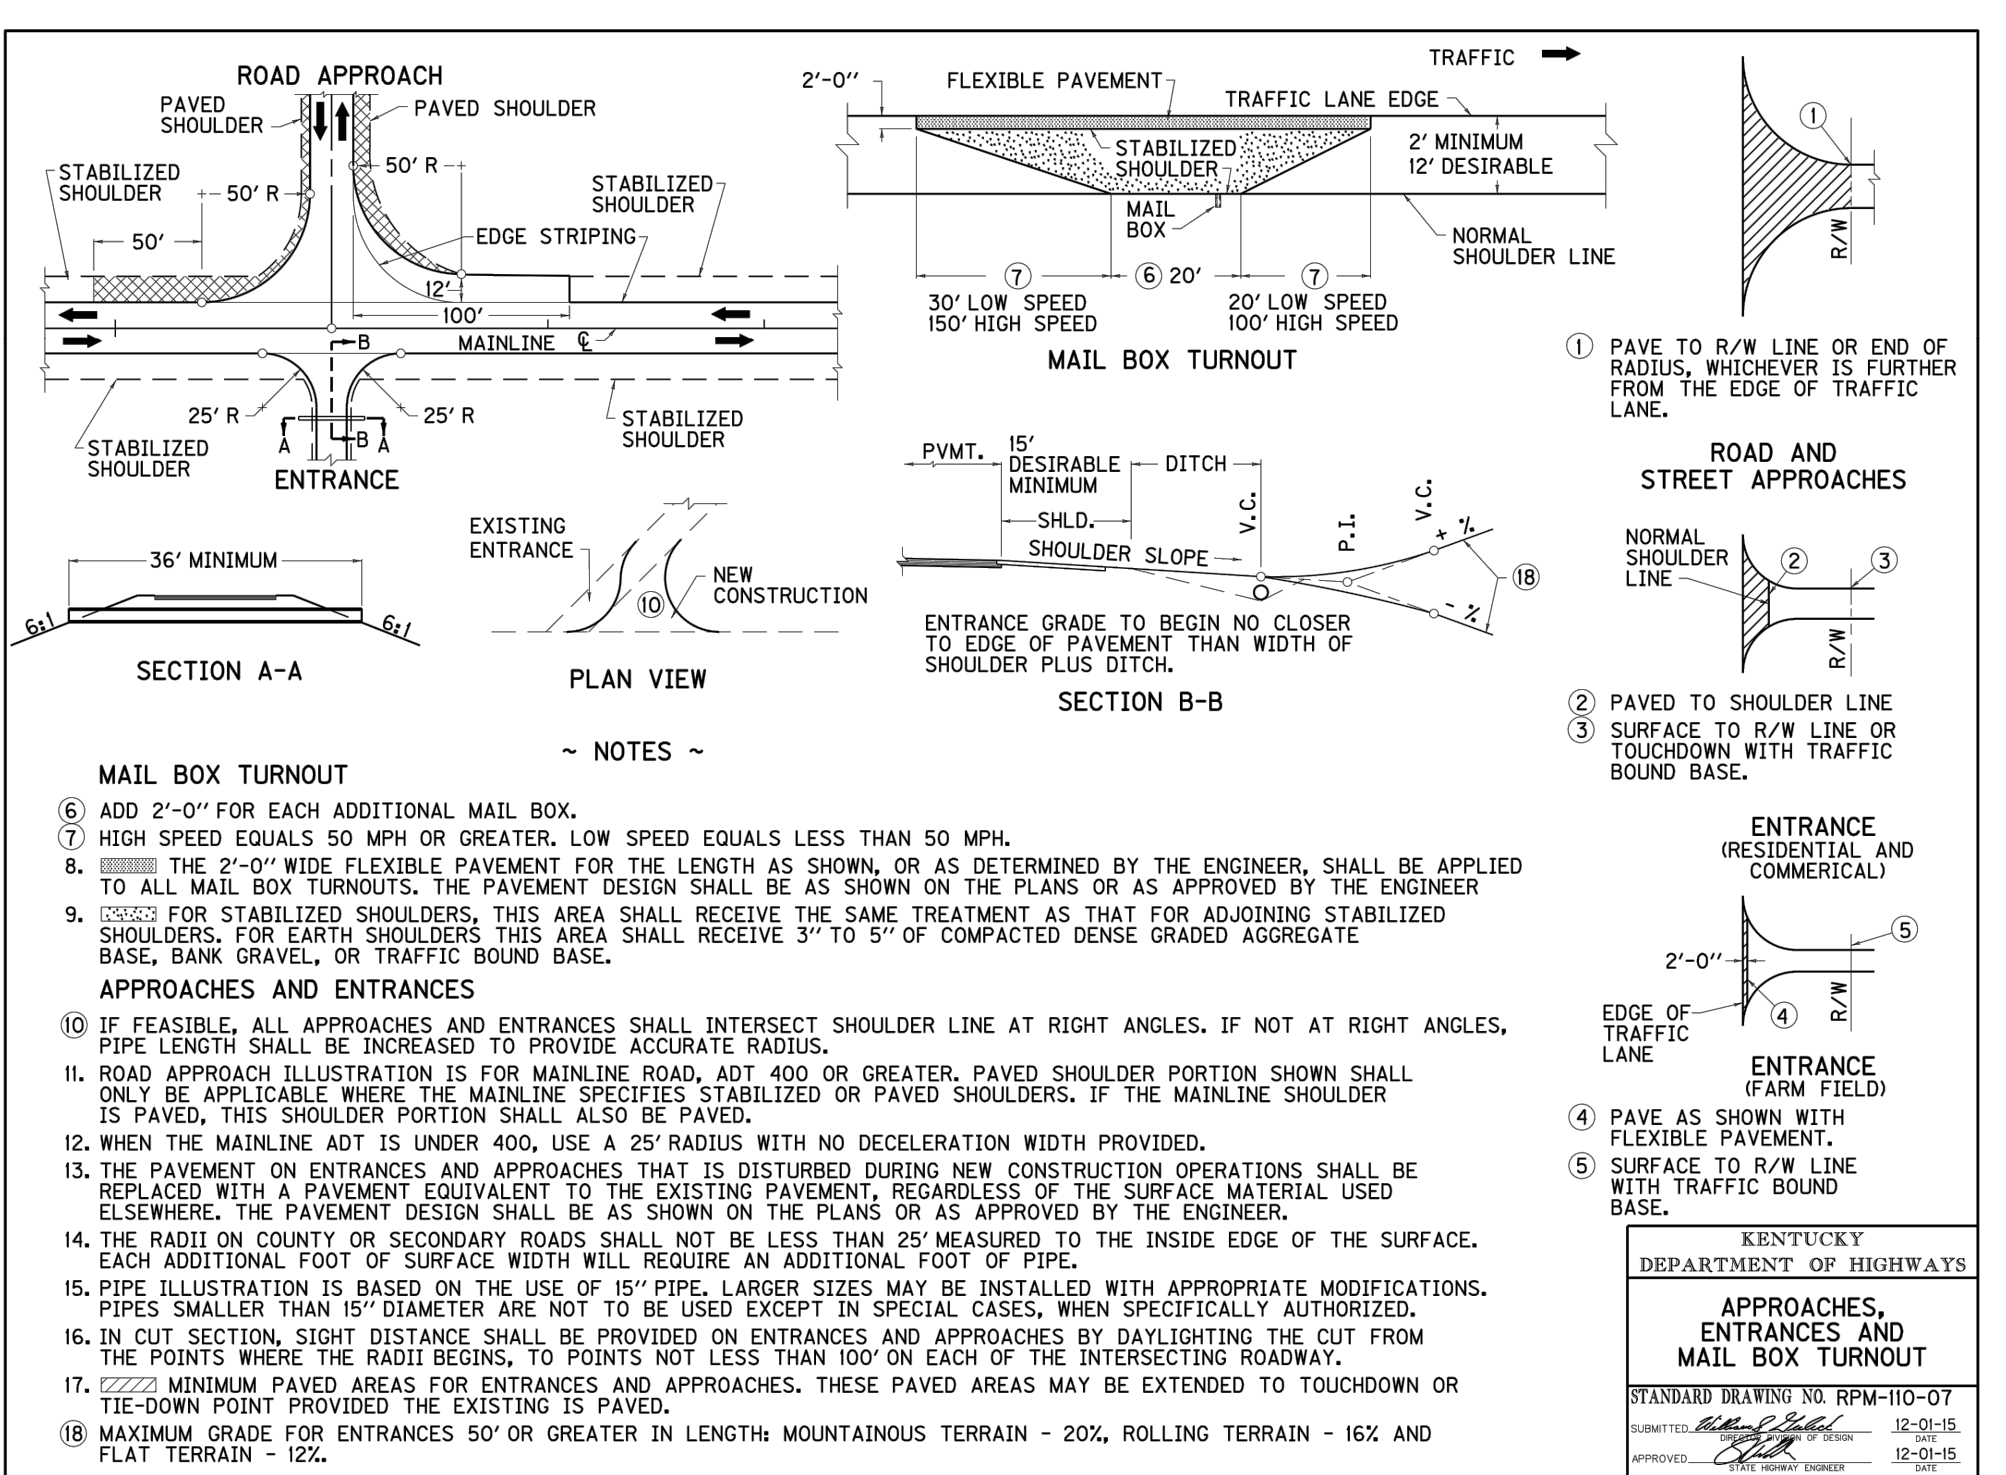 ROAD APPROACH
PAVED
SHOULDER
PAVED SHOULDER
STABILIZED
SHOULDER
50' R
50' R
STABILIZED
SHOULDER
50'
EDGE STRIPING
12'
100'
B
MAINLINE ℄
25' R
25' R
A
B
A
STABILIZED
SHOULDER
STABILIZED
SHOULDER
ENTRANCE
36' MINIMUM
6:1
6:1
SECTION A-A
EXISTING
ENTRANCE
NEW
CONSTRUCTION
10
PLAN VIEW
TRAFFIC
2'-0''
FLEXIBLE PAVEMENT
TRAFFIC LANE EDGE
STABILIZED
SHOULDER
2' MINIMUM
12' DESIRABLE
MAIL
BOX
NORMAL
SHOULDER LINE
7
6 20'
7
30' LOW SPEED
150' HIGH SPEED
20' LOW SPEED
100' HIGH SPEED
MAIL BOX TURNOUT
PVMT.
15'
DESIRABLE
MINIMUM
DITCH
SHLD.
SHOULDER SLOPE
V.C.
P.I.
V.C.
+ %
- %
18
ENTRANCE GRADE TO BEGIN NO CLOSER
TO EDGE OF PAVEMENT THAN WIDTH OF
SHOULDER PLUS DITCH.
SECTION B-B
1
R/W
1 PAVE TO R/W LINE OR END OF
RADIUS, WHICHEVER IS FURTHER
FROM THE EDGE OF TRAFFIC
LANE.
ROAD AND
STREET APPROACHES
NORMAL
SHOULDER
LINE
2
3
R/W
2 PAVED TO SHOULDER LINE
3 SURFACE TO R/W LINE OR
TOUCHDOWN WITH TRAFFIC
BOUND BASE.
ENTRANCE
(RESIDENTIAL AND
COMMERICAL)
5
2'-0''
EDGE OF
TRAFFIC
LANE
4
R/W
ENTRANCE
(FARM FIELD)
4 PAVE AS SHOWN WITH
FLEXIBLE PAVEMENT.
5 SURFACE TO R/W LINE
WITH TRAFFIC BOUND
BASE.
~ NOTES ~
MAIL BOX TURNOUT
6 ADD 2'-0'' FOR EACH ADDITIONAL MAIL BOX.
7 HIGH SPEED EQUALS 50 MPH OR GREATER. LOW SPEED EQUALS LESS THAN 50 MPH.
8. THE 2'-0'' WIDE FLEXIBLE PAVEMENT FOR THE LENGTH AS SHOWN, OR AS DETERMINED BY THE ENGINEER, SHALL BE APPLIED
TO ALL MAIL BOX TURNOUTS. THE PAVEMENT DESIGN SHALL BE AS SHOWN ON THE PLANS OR AS APPROVED BY THE ENGINEER
9. FOR STABILIZED SHOULDERS, THIS AREA SHALL RECEIVE THE SAME TREATMENT AS THAT FOR ADJOINING STABILIZED
SHOULDERS. FOR EARTH SHOULDERS THIS AREA SHALL RECEIVE 3'' TO 5'' OF COMPACTED DENSE GRADED AGGREGATE
BASE, BANK GRAVEL, OR TRAFFIC BOUND BASE.
APPROACHES AND ENTRANCES
10 IF FEASIBLE, ALL APPROACHES AND ENTRANCES SHALL INTERSECT SHOULDER LINE AT RIGHT ANGLES. IF NOT AT RIGHT ANGLES,
PIPE LENGTH SHALL BE INCREASED TO PROVIDE ACCURATE RADIUS.
11. ROAD APPROACH ILLUSTRATION IS FOR MAINLINE ROAD, ADT 400 OR GREATER. PAVED SHOULDER PORTION SHOWN SHALL
ONLY BE APPLICABLE WHERE THE MAINLINE SPECIFIES STABILIZED OR PAVED SHOULDERS. IF THE MAINLINE SHOULDER
IS PAVED, THIS SHOULDER PORTION SHALL ALSO BE PAVED.
12. WHEN THE MAINLINE ADT IS UNDER 400, USE A 25' RADIUS WITH NO DECELERATION WIDTH PROVIDED.
13. THE PAVEMENT ON ENTRANCES AND APPROACHES THAT IS DISTURBED DURING NEW CONSTRUCTION OPERATIONS SHALL BE
REPLACED WITH A PAVEMENT EQUIVALENT TO THE EXISTING PAVEMENT, REGARDLESS OF THE SURFACE MATERIAL USED
ELSEWHERE. THE PAVEMENT DESIGN SHALL BE AS SHOWN ON THE PLANS OR AS APPROVED BY THE ENGINEER.
14. THE RADII ON COUNTY OR SECONDARY ROADS SHALL NOT BE LESS THAN 25' MEASURED TO THE INSIDE EDGE OF THE SURFACE.
EACH ADDITIONAL FOOT OF SURFACE WIDTH WILL REQUIRE AN ADDITIONAL FOOT OF PIPE.
15. PIPE ILLUSTRATION IS BASED ON THE USE OF 15'' PIPE. LARGER SIZES MAY BE INSTALLED WITH APPROPRIATE MODIFICATIONS.
PIPES SMALLER THAN 15'' DIAMETER ARE NOT TO BE USED EXCEPT IN SPECIAL CASES, WHEN SPECIFICALLY AUTHORIZED.
16. IN CUT SECTION, SIGHT DISTANCE SHALL BE PROVIDED ON ENTRANCES AND APPROACHES BY DAYLIGHTING THE CUT FROM
THE POINTS WHERE THE RADII BEGINS, TO POINTS NOT LESS THAN 100' ON EACH OF THE INTERSECTING ROADWAY.
17. MINIMUM PAVED AREAS FOR ENTRANCES AND APPROACHES. THESE PAVED AREAS MAY BE EXTENDED TO TOUCHDOWN OR
TIE-DOWN POINT PROVIDED THE EXISTING IS PAVED.
18 MAXIMUM GRADE FOR ENTRANCES 50' OR GREATER IN LENGTH: MOUNTAINOUS TERRAIN - 20%, ROLLING TERRAIN - 16% AND
FLAT TERRAIN - 12%..
KENTUCKY
DEPARTMENT OF HIGHWAYS
APPROACHES,
ENTRANCES AND
MAIL BOX TURNOUT
STANDARD DRAWING NO. RPM-110-07
SUBMITTED 12-01-15
DIRECTOR DIVISION OF DESIGN DATE
APPROVED 12-01-15
STATE HIGHWAY ENGINEER DATE